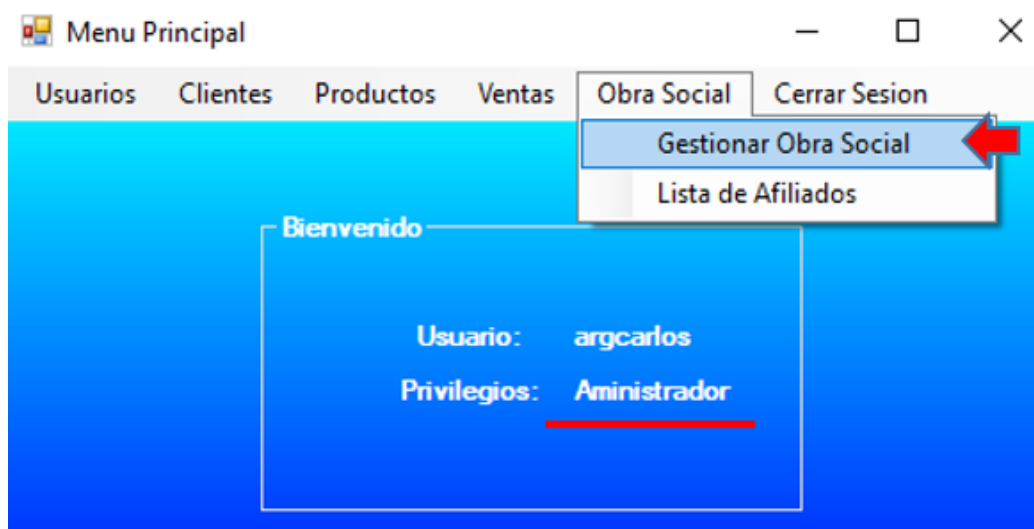 Menu Principal
Usuarios Clientes Productos Ventas Obra Social Cerrar Sesion
Gestionar Obra Social
Lista de Afiliados
Bienvenido
Usuario: argcarlos
Privilegios: Aministrador